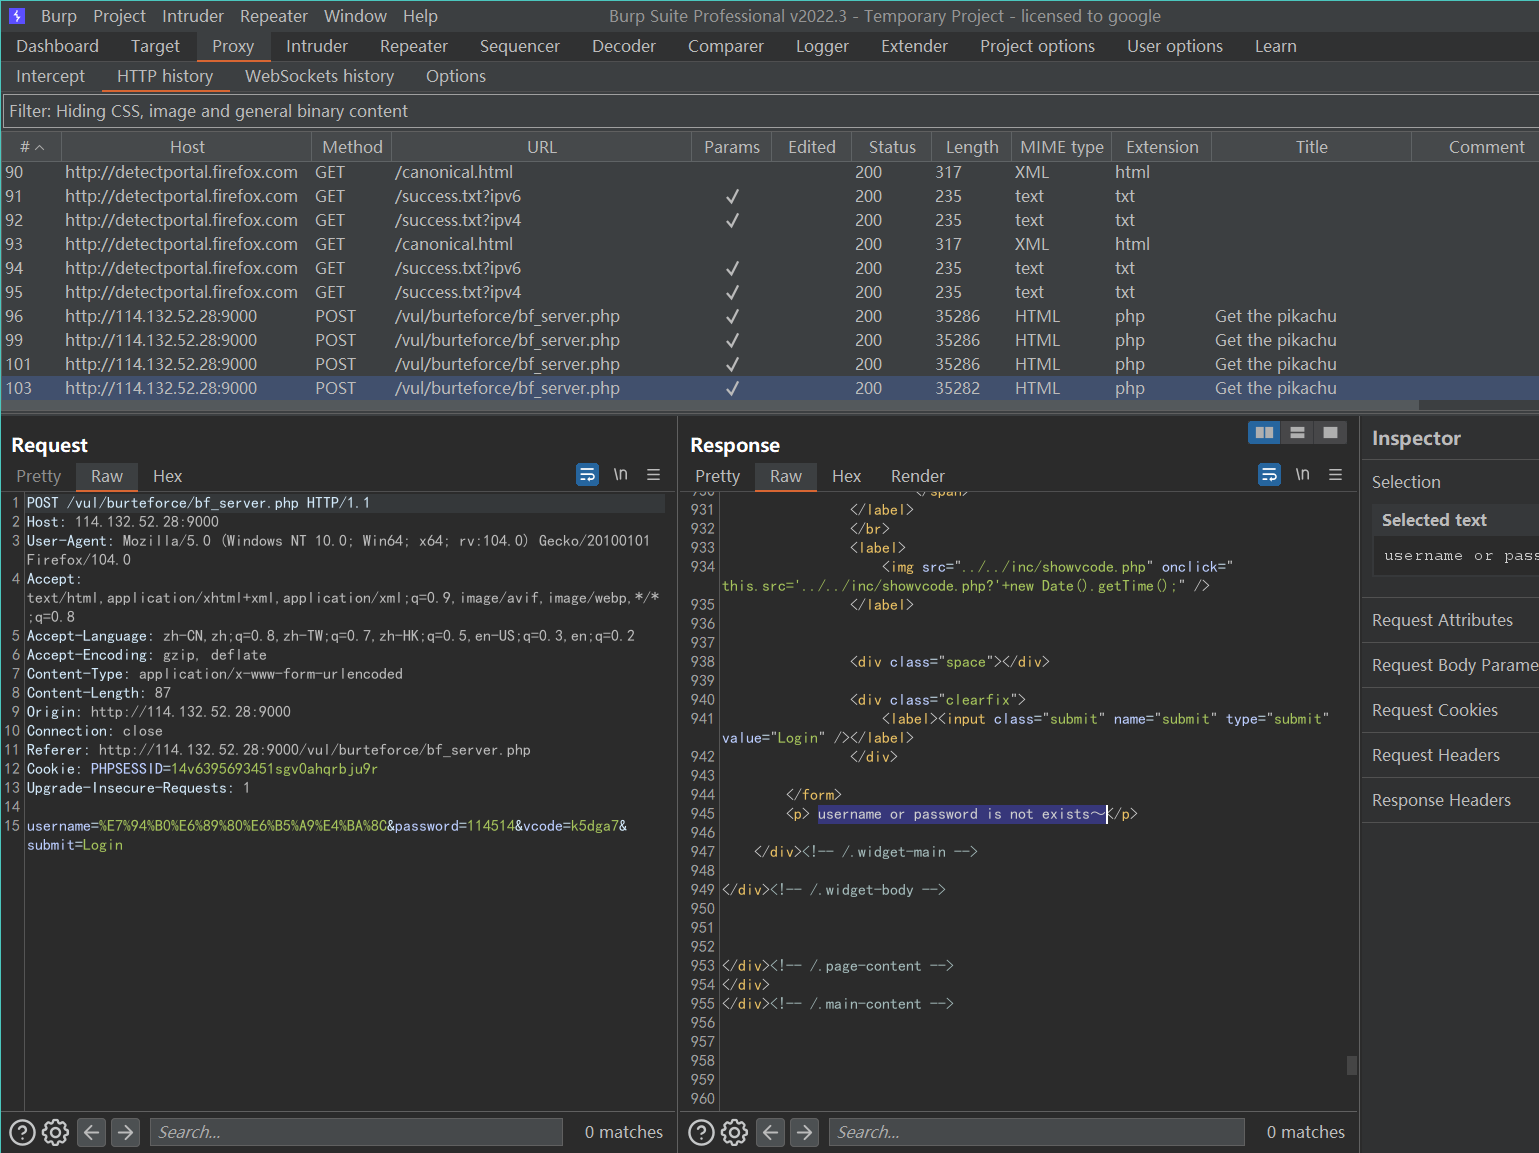 Burp Project Intruder Repeater Window Help Burp Suite Professional v2022.3 - Temporary Project - licensed to google
Dashboard Target Proxy Intruder Repeater Sequencer Decoder Comparer Logger Extender Project options User options Learn
Intercept HTTP history WebSockets history Options
Filter: Hiding CSS, image and general binary content
# Host Method URL Params Edited Status Length MIME type Extension Title Comment
90 http://detectportal.firefox.com GET /canonical.html 200 317 XML html
91 http://detectportal.firefox.com GET /success.txt?ipv6 ✓ 200 235 text txt
92 http://detectportal.firefox.com GET /success.txt?ipv4 ✓ 200 235 text txt
93 http://detectportal.firefox.com GET /canonical.html 200 317 XML html
94 http://detectportal.firefox.com GET /success.txt?ipv6 ✓ 200 235 text txt
95 http://detectportal.firefox.com GET /success.txt?ipv4 ✓ 200 235 text txt
96 http://114.132.52.28:9000 POST /vul/burteforce/bf_server.php ✓ 200 35286 HTML php Get the pikachu
99 http://114.132.52.28:9000 POST /vul/burteforce/bf_server.php ✓ 200 35286 HTML php Get the pikachu
101 http://114.132.52.28:9000 POST /vul/burteforce/bf_server.php ✓ 200 35286 HTML php Get the pikachu
103 http://114.132.52.28:9000 POST /vul/burteforce/bf_server.php ✓ 200 35282 HTML php Get the pikachu
Request
Pretty Raw Hex \n
1 POST /vul/burteforce/bf_server.php HTTP/1.1
2 Host: 114.132.52.28:9000
3 User-Agent: Mozilla/5.0 (Windows NT 10.0; Win64; x64; rv:104.0) Gecko/20100101
Firefox/104.0
4 Accept:
text/html,application/xhtml+xml,application/xml;q=0.9,image/avif,image/webp,*/*
;q=0.8
5 Accept-Language: zh-CN,zh;q=0.8,zh-TW;q=0.7,zh-HK;q=0.5,en-US;q=0.3,en;q=0.2
6 Accept-Encoding: gzip, deflate
7 Content-Type: application/x-www-form-urlencoded
8 Content-Length: 87
9 Origin: http://114.132.52.28:9000
10 Connection: close
11 Referer: http://114.132.52.28:9000/vul/burteforce/bf_server.php
12 Cookie: PHPSESSID=14v6395693451sgv0ahqrbju9r
13 Upgrade-Insecure-Requests: 1
14
15 username=%E7%94%B0%E6%89%80%E6%B5%A9%E4%BA%8C&password=114514&vcode=k5dga7&
submit=Login
Search... 0 matches
Response
Pretty Raw Hex Render \n
930 </span>
931 </label>
932 </br>
933 <label>
934 <img src="../../inc/showvcode.php" onclick="
this.src='../../inc/showvcode.php?'+new Date().getTime();" />
935 </label>
936
937
938 <div class="space"></div>
939
940 <div class="clearfix">
941 <label><input class="submit" name="submit" type="submit"
value="Login" /></label>
942 </div>
943
944 </form>
945 <p> username or password is not exists～</p>
946
947 </div><!-- /.widget-main -->
948
949 </div><!-- /.widget-body -->
950
951
952
953 </div><!-- /.page-content -->
954 </div>
955 </div><!-- /.main-content -->
956
957
958
959
960
Search... 0 matches
Inspector
Selection
Selected text
username or pass
Request Attributes
Request Body Parame
Request Cookies
Request Headers
Response Headers